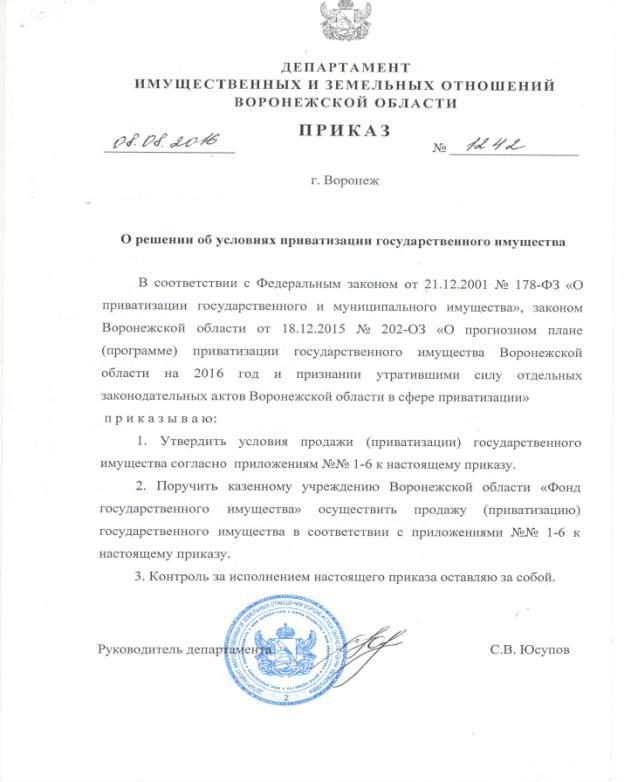 ДЕПАРТАМЕНТ
ИМУЩЕСТВЕННЫХ И ЗЕМЕЛЬНЫХ ОТНОШЕНИЙ
ВОРОНЕЖСКОЙ ОБЛАСТИ
ПРИКАЗ
08.08.2016
№ 1242
г. Воронеж
О решении об условиях приватизации государственного имущества
В соответствии с Федеральным законом от 21.12.2001 № 178-ФЗ «О
приватизации государственного и муниципального имущества», законом
Воронежской области от 18.12.2015 № 202-ОЗ «О прогнозном плане
(программе) приватизации государственного имущества Воронежской
области на 2016 год и признании утратившими силу отдельных
законодательных актов Воронежской области в сфере приватизации»
п р и к а з ы в а ю:
1. Утвердить условия продажи (приватизации) государственного
имущества согласно приложениям №№ 1-6 к настоящему приказу.
2. Поручить казенному учреждению Воронежской области «Фонд
государственного имущества» осуществить продажу (приватизацию)
государственного имущества в соответствии с приложениями №№ 1-6 к
настоящему приказу.
3. Контроль за исполнением настоящего приказа оставляю за собой.
Руководитель департамента
С.В. Юсупов
2